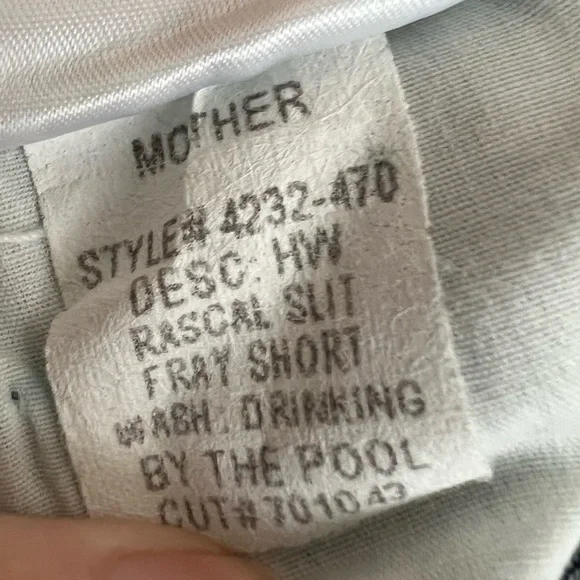 MOTHER
STYLE# 4232-470
DESC: HW
RASCAL SLIT
FRAY SHORT
WASH: DRINKING
BY THE POOL
CUT# 701043